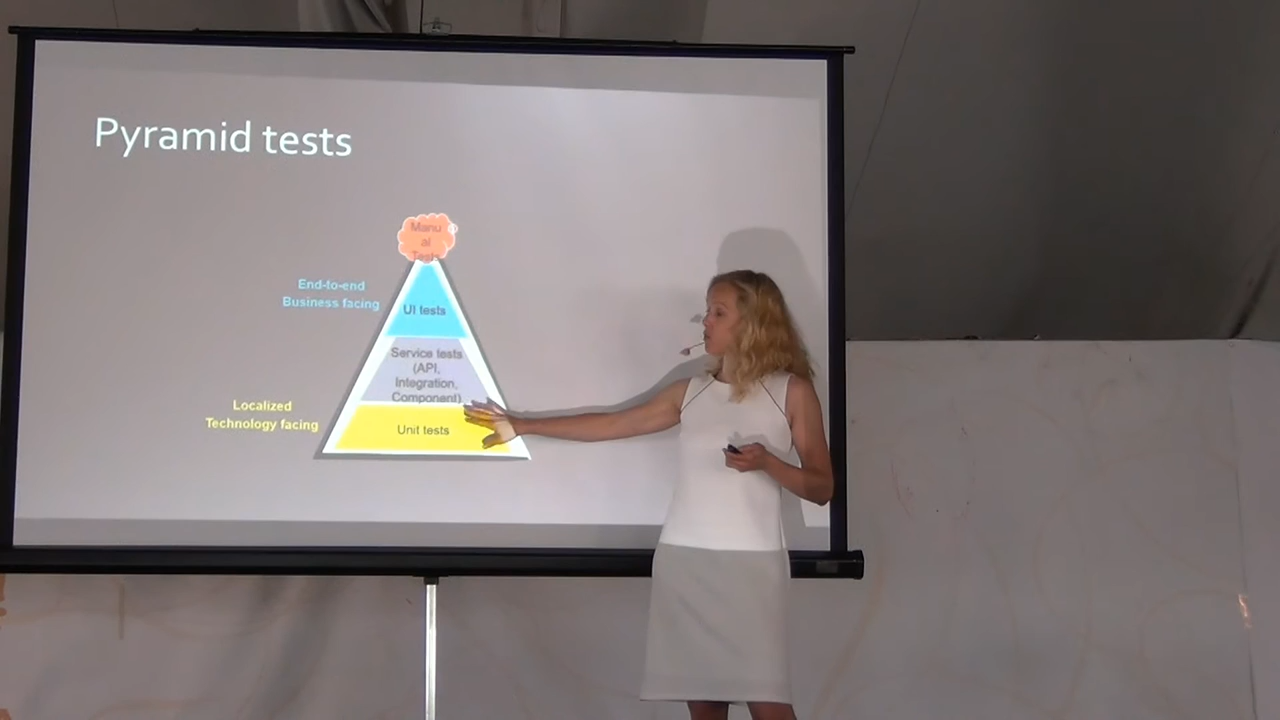 Pyramid tests
Manu
al
Tests
End-to-end
Business facing
UI tests
Service tests
(API,
Integration,
Component)
Localized
Technology facing
Unit tests